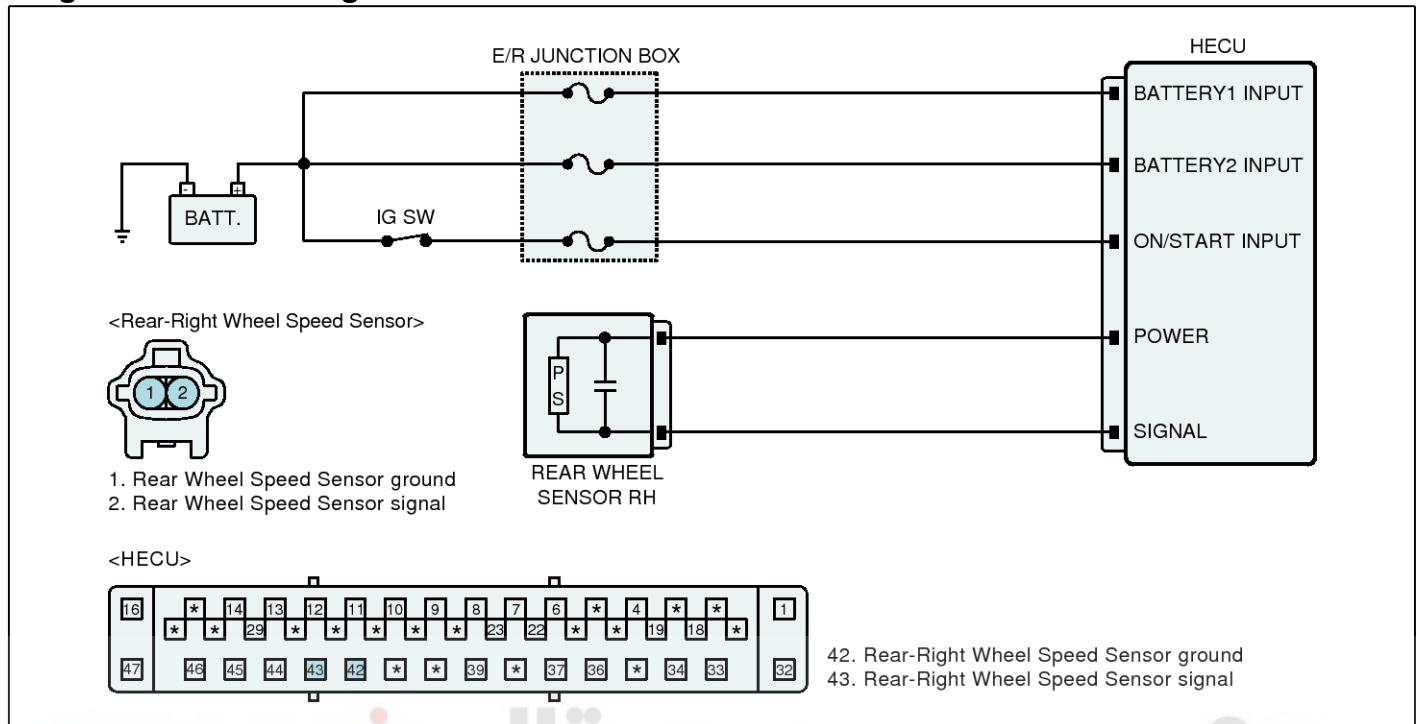 E/R JUNCTION BOX
HECU
BATTERY1 INPUT
BATTERY2 INPUT
- +
BATT.
IG SW
ON/START INPUT
<Rear-Right Wheel Speed Sensor>
POWER
1 2
P
S
SIGNAL
1. Rear Wheel Speed Sensor ground
2. Rear Wheel Speed Sensor signal
REAR WHEEL
SENSOR RH
<HECU>
16 * 14 13 12 11 10 9 8 7 6 * 4 * * 1
* * 29 * * * * * 23 22 * * 19 18 *
47 46 45 44 43 42 * * 39 * 37 36 * 34 33 32
42. Rear-Right Wheel Speed Sensor ground
43. Rear-Right Wheel Speed Sensor signal